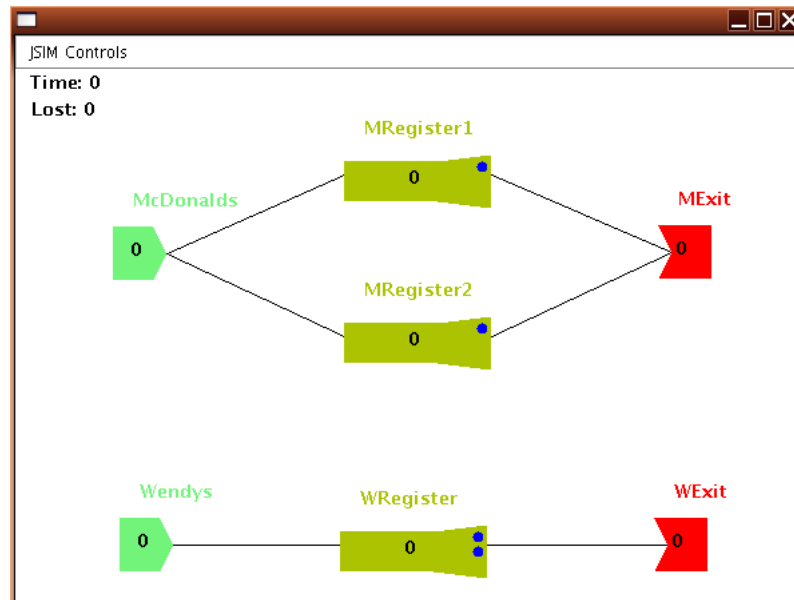 JSIM Controls
Time: 0
Lost: 0
MRegister1
0
McDonalds
0
MExit
0
MRegister2
0
Wendys
0
WRegister
0
WExit
0